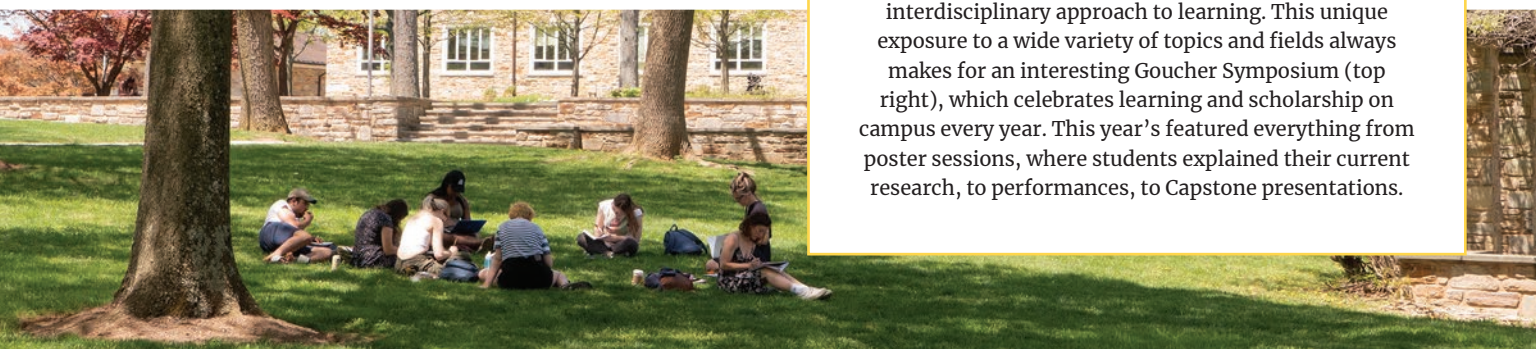 interdisciplinary approach to learning. This unique
exposure to a wide variety of topics and fields always
makes for an interesting Goucher Symposium (top
right), which celebrates learning and scholarship on
campus every year. This year’s featured everything from
poster sessions, where students explained their current
research, to performances, to Capstone presentations.